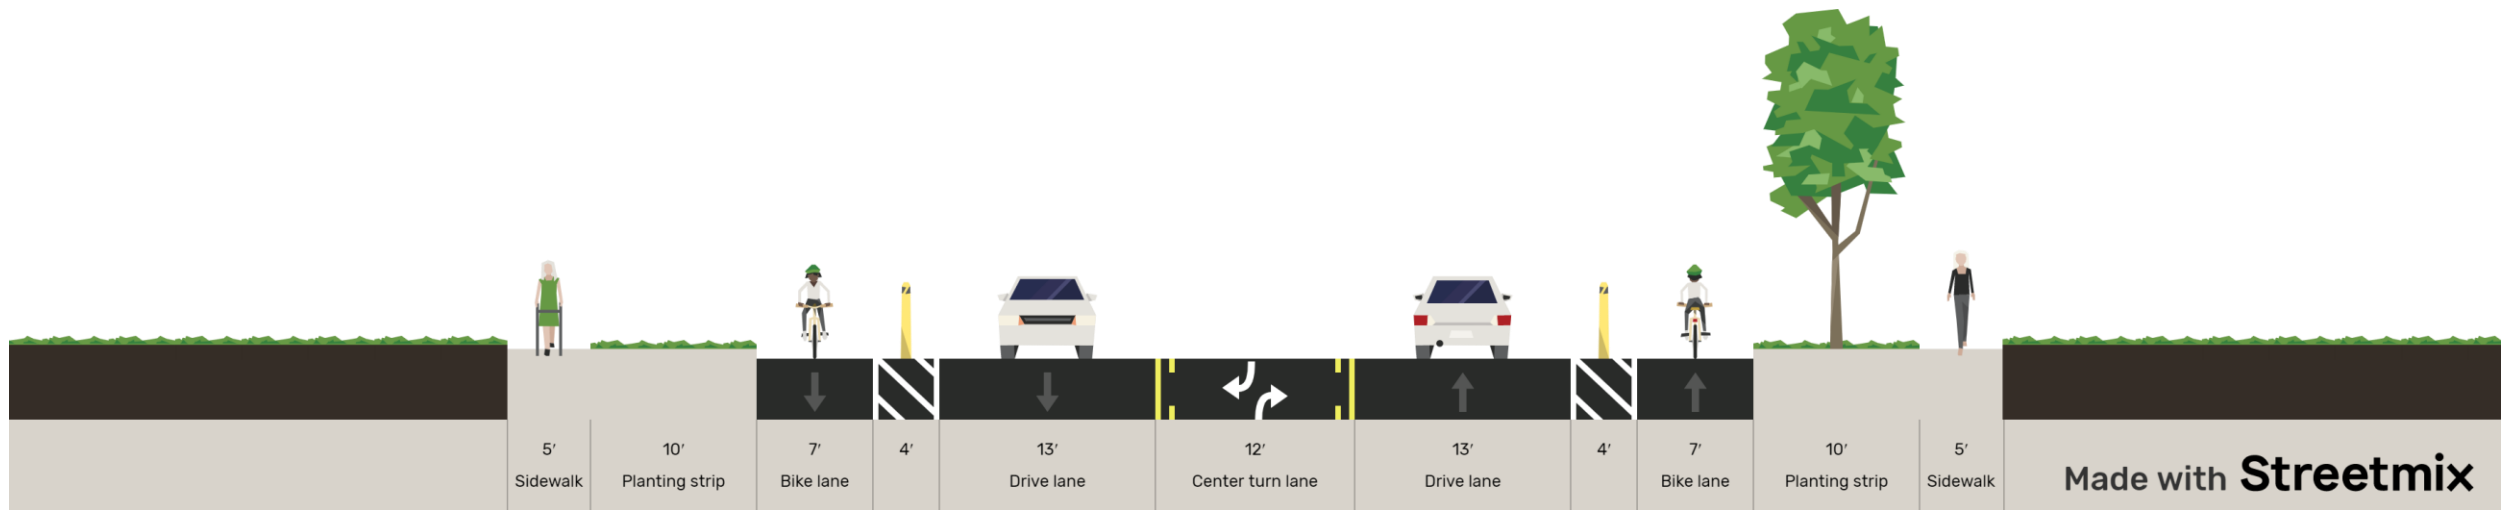 5′ 10′ 7′ 4′ 13′ 12′ 13′ 4′ 7′ 10′ 5′
Sidewalk Planting strip Bike lane Drive lane Center turn lane Drive lane Bike lane Planting strip Sidewalk
Made with Streetmix